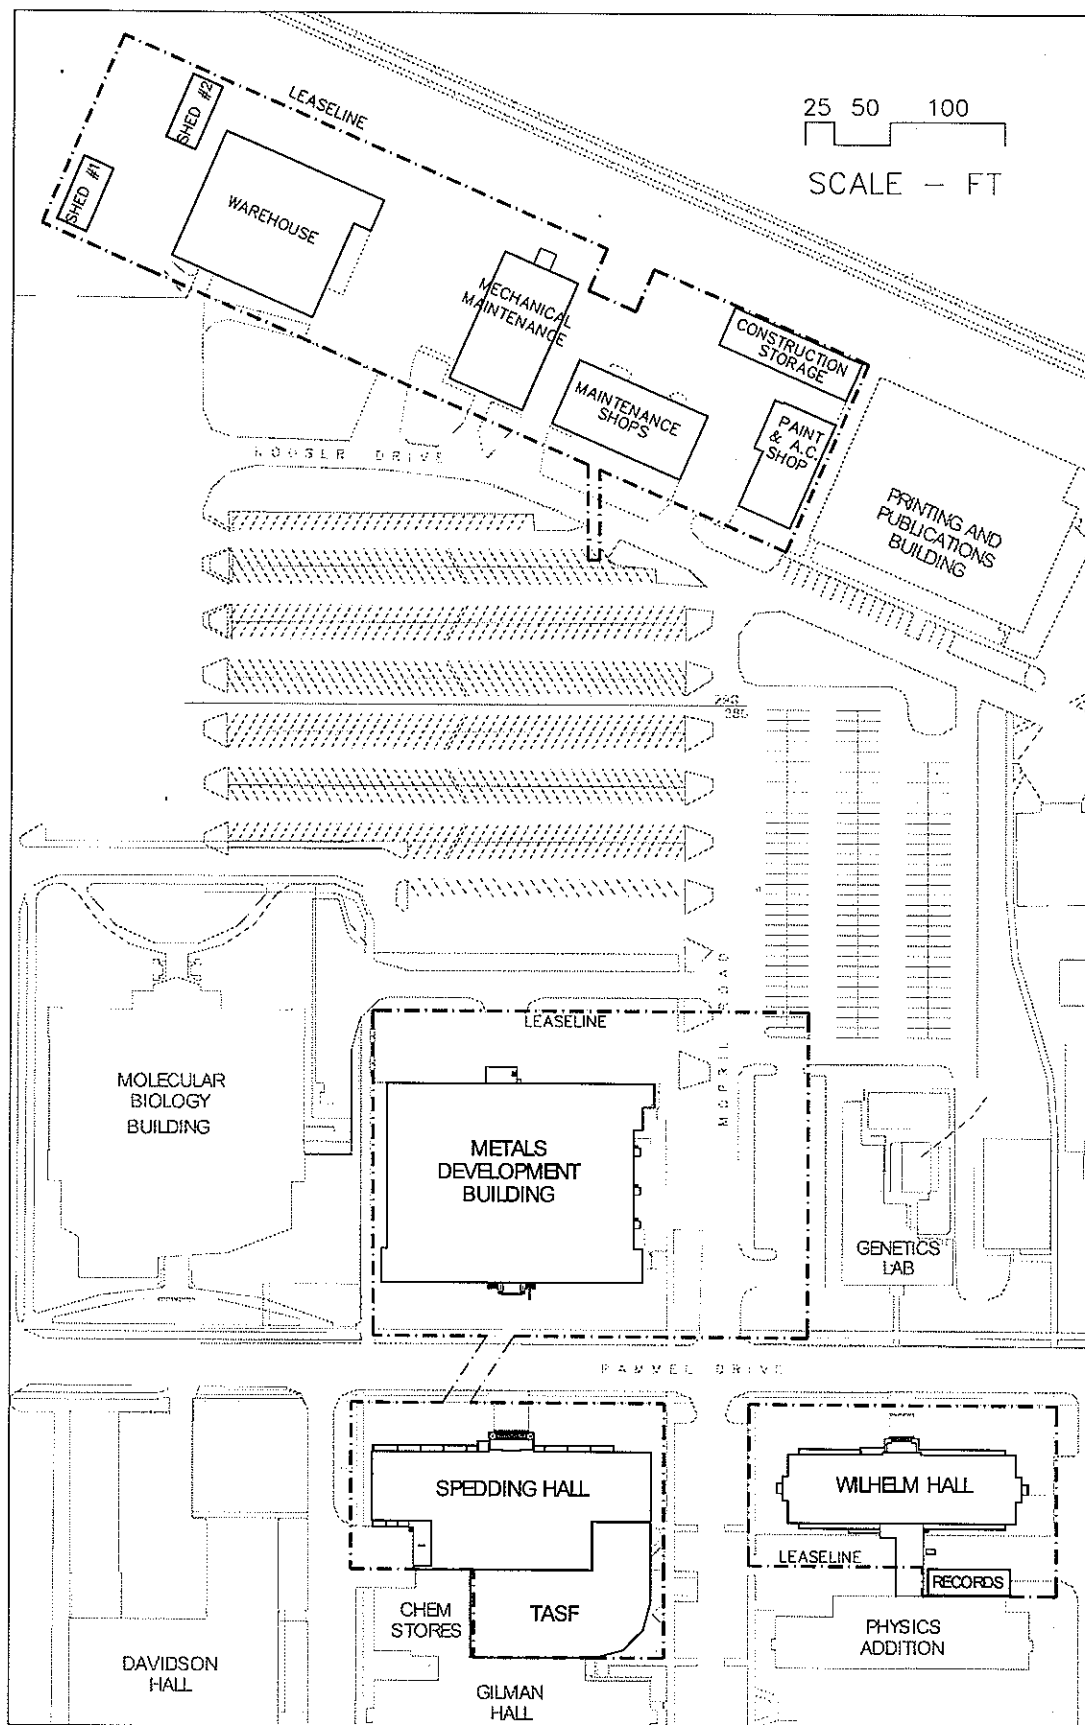 SHED #2
LEASELINE
25 50 100
SCALE - FT
SHED #1
WAREHOUSE
MECHANICAL
MAINTENANCE
CONSTRUCTION
STORAGE
MAINTENANCE
SHOPS
PAINT
& A.C.
SHOP
DRIVE
PRINTING AND
PUBLICATIONS
BUILDING
LEASELINE
MOLECULAR
BIOLOGY
BUILDING
METALS
DEVELOPMENT
BUILDING
GENETICS
LAB
DRIVE
SPEDDING HALL
WILHELM HALL
LEASELINE
RECORDS
CHEM
STORES
TASF
PHYSICS
ADDITION
DAVIDSON
HALL
GILMAN
HALL